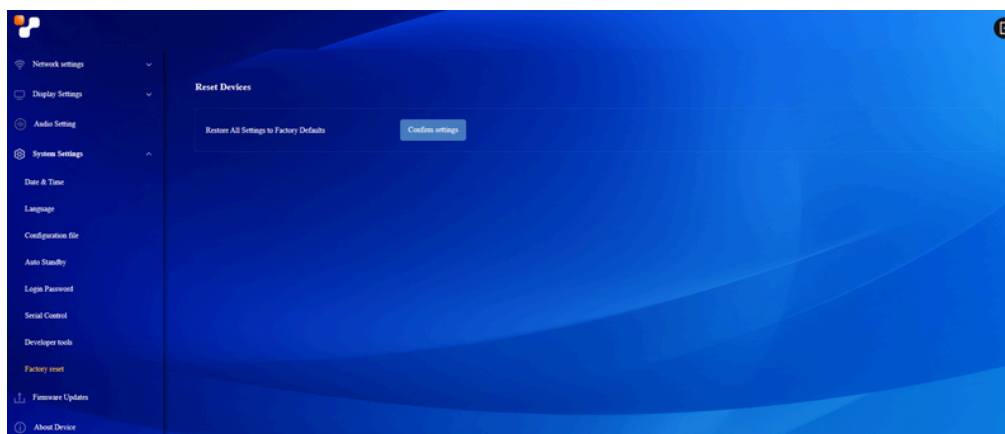 Network settings
Display Settings
Audio Setting
System Settings
Date & Time
Language
Configuration file
Auto Standby
Login Password
Serial Control
Developer tools
Factory reset
Firmware Updates
About Device
Reset Devices
Restore All Settings to Factory Defaults
Confirm settings